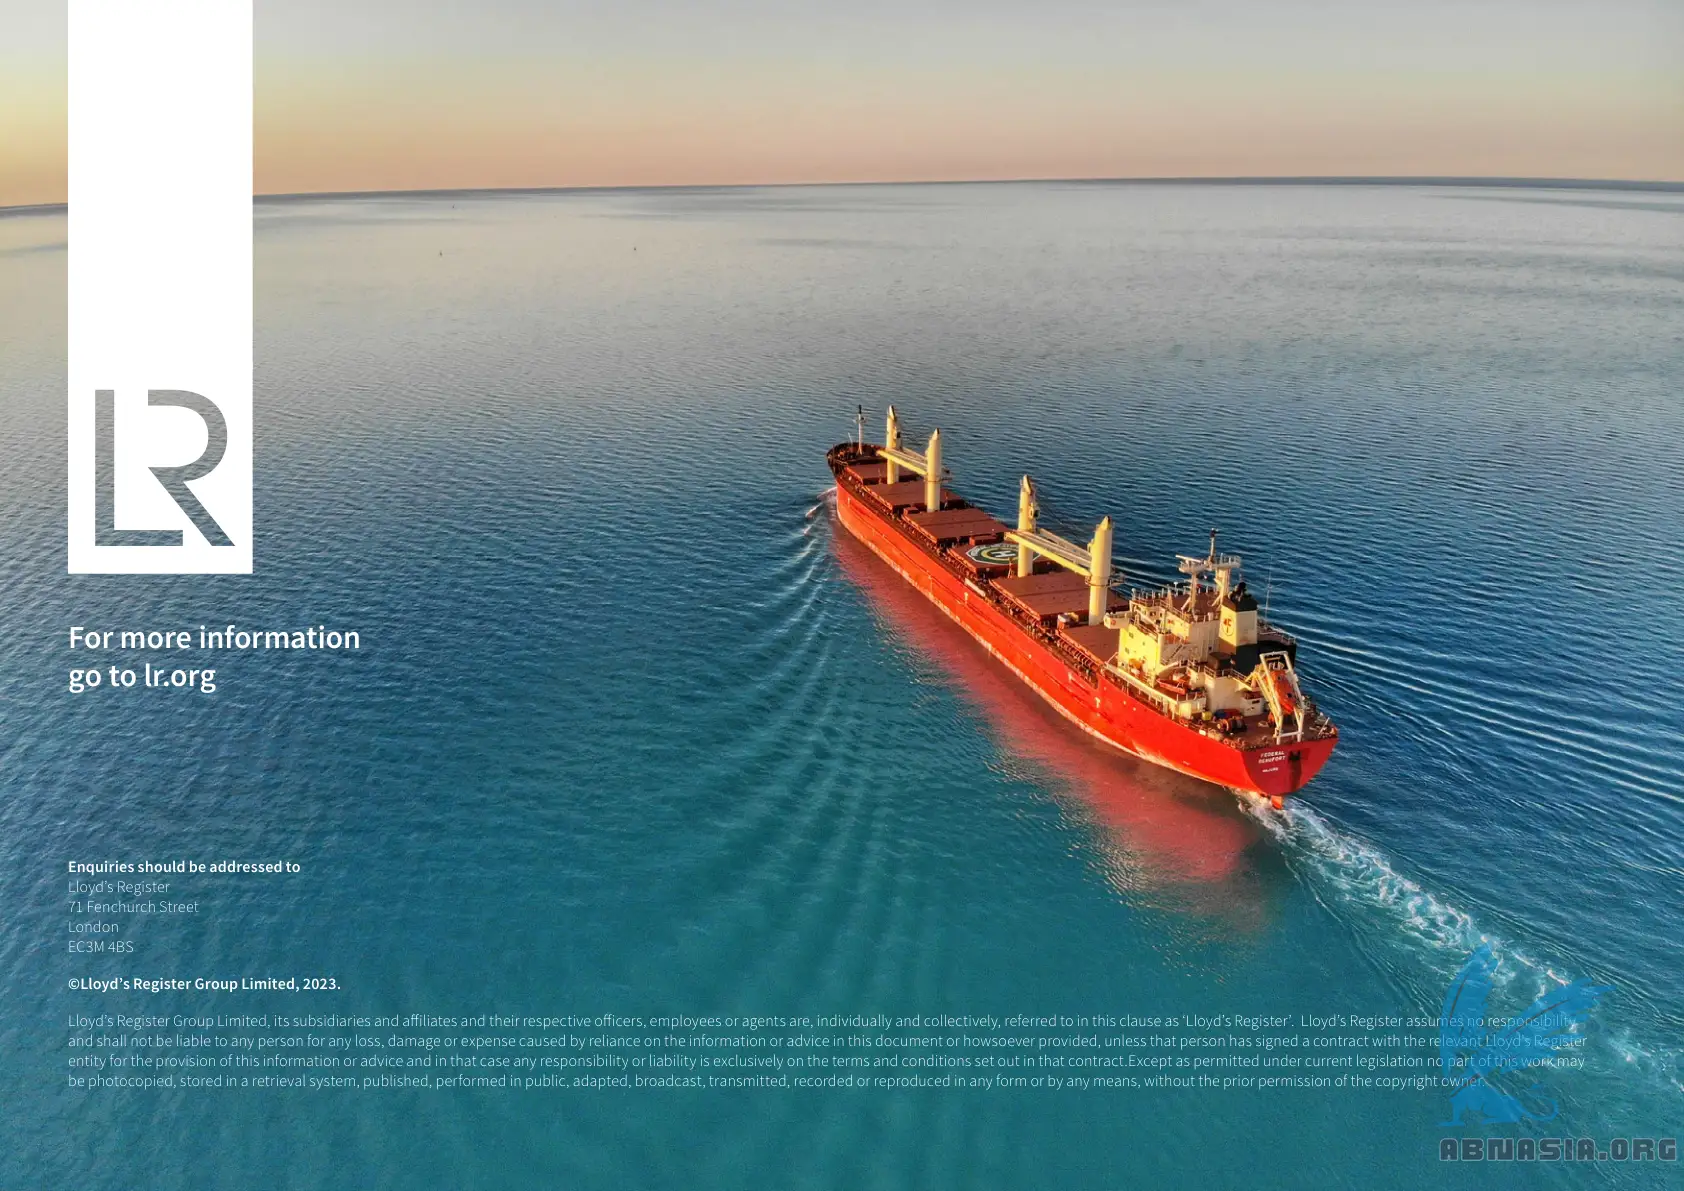 LR
For more information
go to lr.org
FEDERAL
BEAUFORT
Enquiries should be addressed to
Lloyd’s Register
71 Fenchurch Street
London
EC3M 4BS
©Lloyd’s Register Group Limited, 2023.
Lloyd’s Register Group Limited, its subsidiaries and affiliates and their respective officers, employees or agents are, individually and collectively, referred to in this clause as ‘Lloyd’s Register’.  Lloyd’s Register assumes no responsibility
and shall not be liable to any person for any loss, damage or expense caused by reliance on the information or advice in this document or howsoever provided, unless that person has signed a contract with the relevant Lloyd’s Register
entity for the provision of this information or advice and in that case any responsibility or liability is exclusively on the terms and conditions set out in that contract.Except as permitted under current legislation no part of this work may
be photocopied, stored in a retrieval system, published, performed in public, adapted, broadcast, transmitted, recorded or reproduced in any form or by any means, without the prior permission of the copyright owner.
ABNASIA.ORG